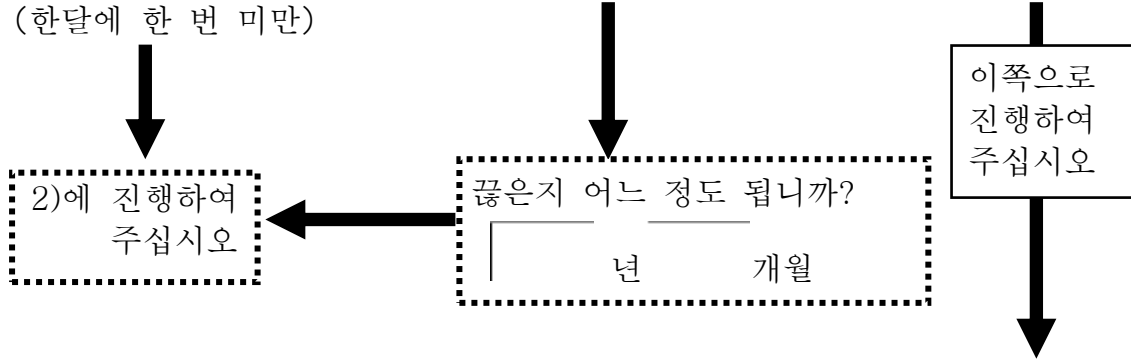 (한달에 한 번 미만)
이쪽으로
진행하여
주십시오
2)에 진행하여
주십시오
끊은지 어느 정도 됩니까?
년 개월